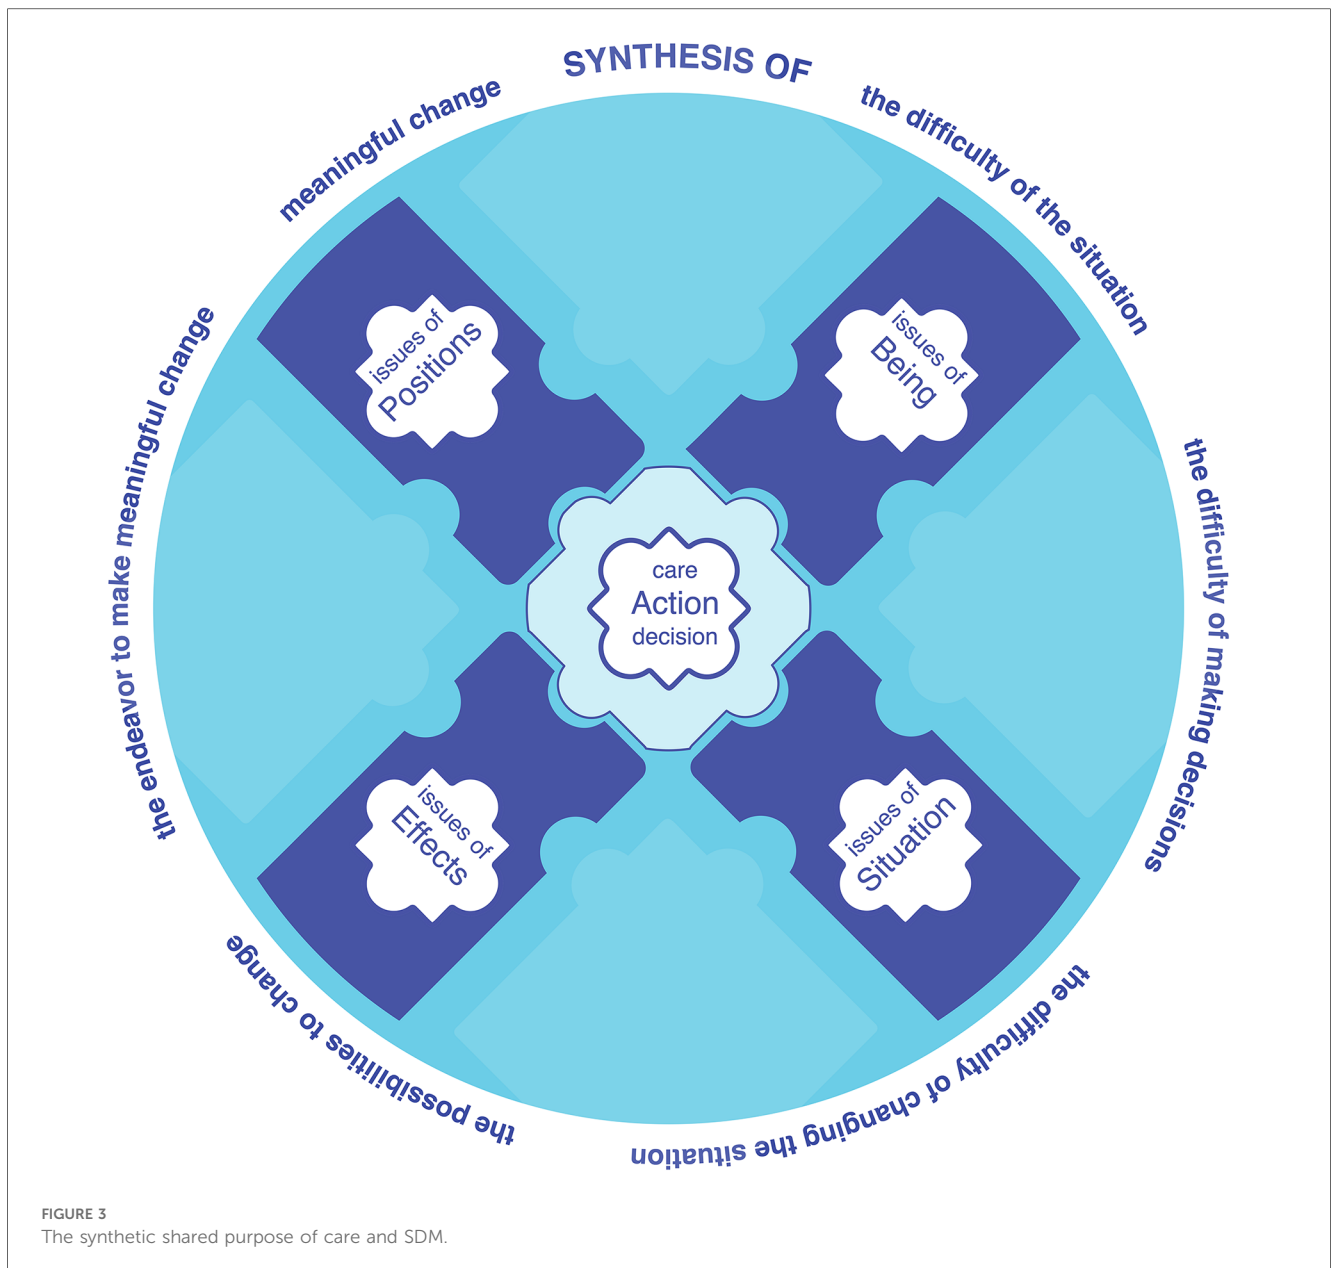 SYNTHESIS OF
the difficulty of the situation
the difficulty of making decisions
the difficulty of changing the situation
the possibilities to change
the endeavor to make meaningful change
meaningful change
issues of
Positions
issues of
Being
care
Action
decision
issues of
Effects
issues of
Situation
FIGURE 3
The synthetic shared purpose of care and SDM.